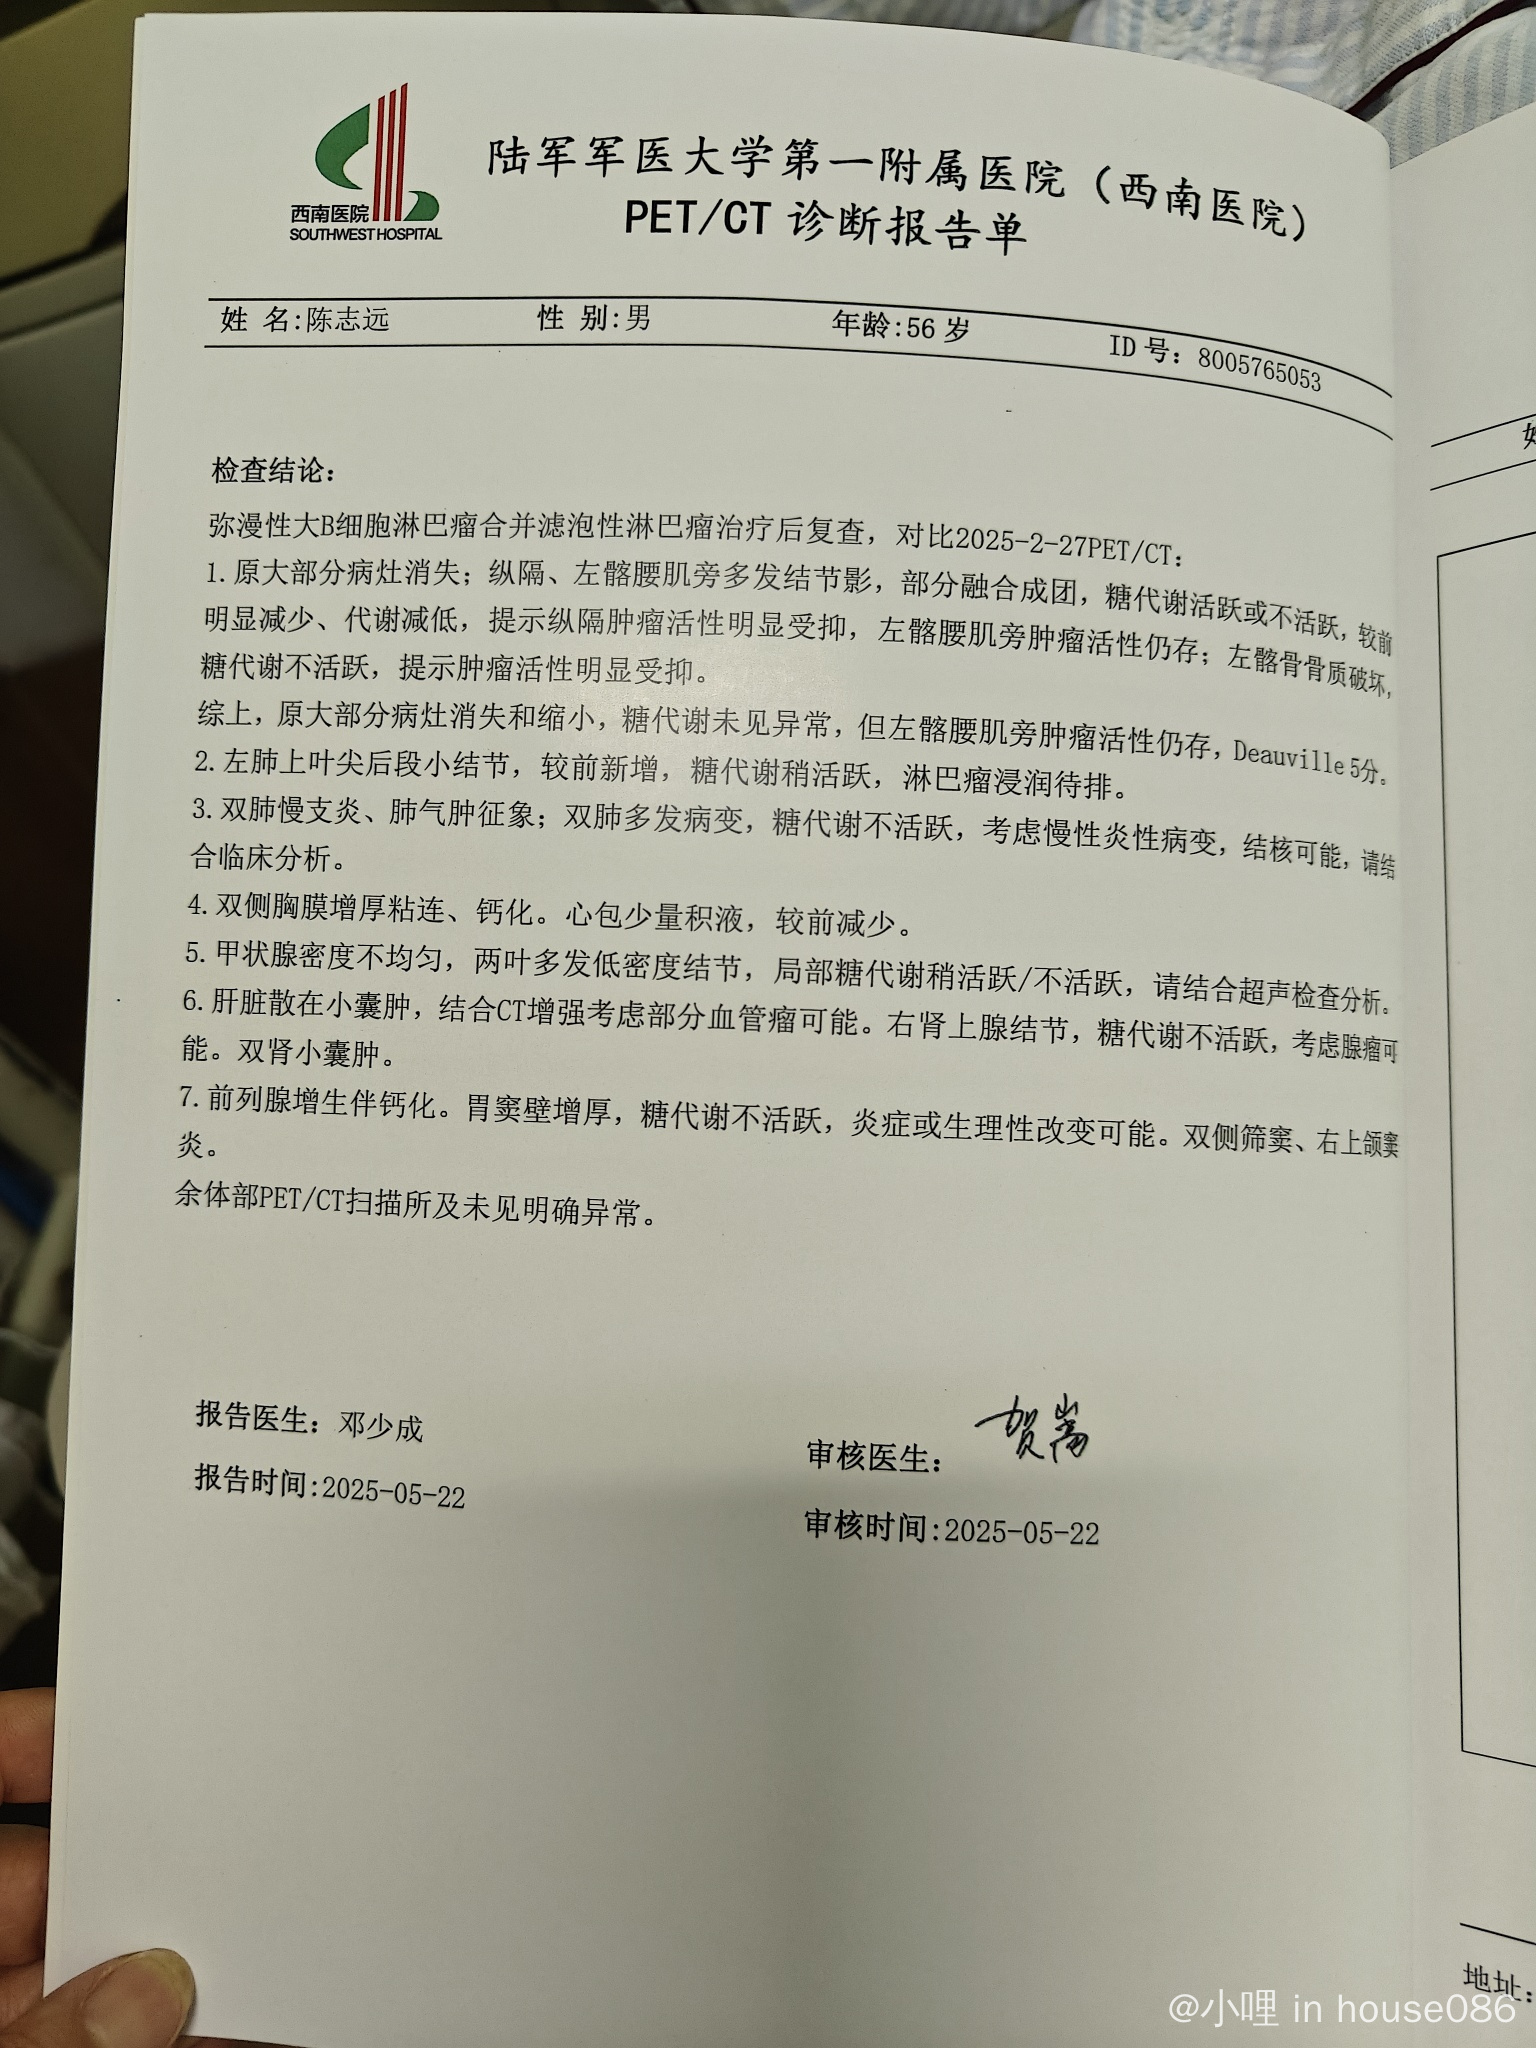 西南医院
SOUTHWEST HOSPITAL
陆军军医大学第一附属医院（西南医院）
PET/CT 诊断报告单
姓 名:陈志远 性 别:男 年龄:56 岁 ID 号：8005765053
检查结论：
弥漫性大B细胞淋巴瘤合并滤泡性淋巴瘤治疗后复查，对比2025-2-27PET/CT：
1.原大部分病灶消失；纵隔、左髂腰肌旁多发结节影，部分融合成团，糖代谢活跃或不活跃，较前
明显减少、代谢减低，提示纵隔肿瘤活性明显受抑，左髂腰肌旁肿瘤活性仍存；左髂骨骨质破坏，
糖代谢不活跃，提示肿瘤活性明显受抑。
综上，原大部分病灶消失和缩小，糖代谢未见异常，但左髂腰肌旁肿瘤活性仍存，Deauville 5分。
2.左肺上叶尖后段小结节，较前新增，糖代谢稍活跃，淋巴瘤浸润待排。
3.双肺慢支炎、肺气肿征象；双肺多发病变，糖代谢不活跃，考虑慢性炎性病变，结核可能，请结
合临床分析。
4.双侧胸膜增厚粘连、钙化。心包少量积液，较前减少。
5.甲状腺密度不均匀，两叶多发低密度结节，局部糖代谢稍活跃/不活跃，请结合超声检查分析。
6.肝脏散在小囊肿，结合CT增强考虑部分血管瘤可能。右肾上腺结节，糖代谢不活跃，考虑腺瘤可
能。双肾小囊肿。
7.前列腺增生伴钙化。胃窦壁增厚，糖代谢不活跃，炎症或生理性改变可能。双侧筛窦、右上颌窦
炎。
余体部PET/CT扫描所及未见明确异常。
报告医生：邓少成
审核医生：贺嵩
报告时间:2025-05-22
审核时间:2025-05-22
地址：
@小哩 in house086